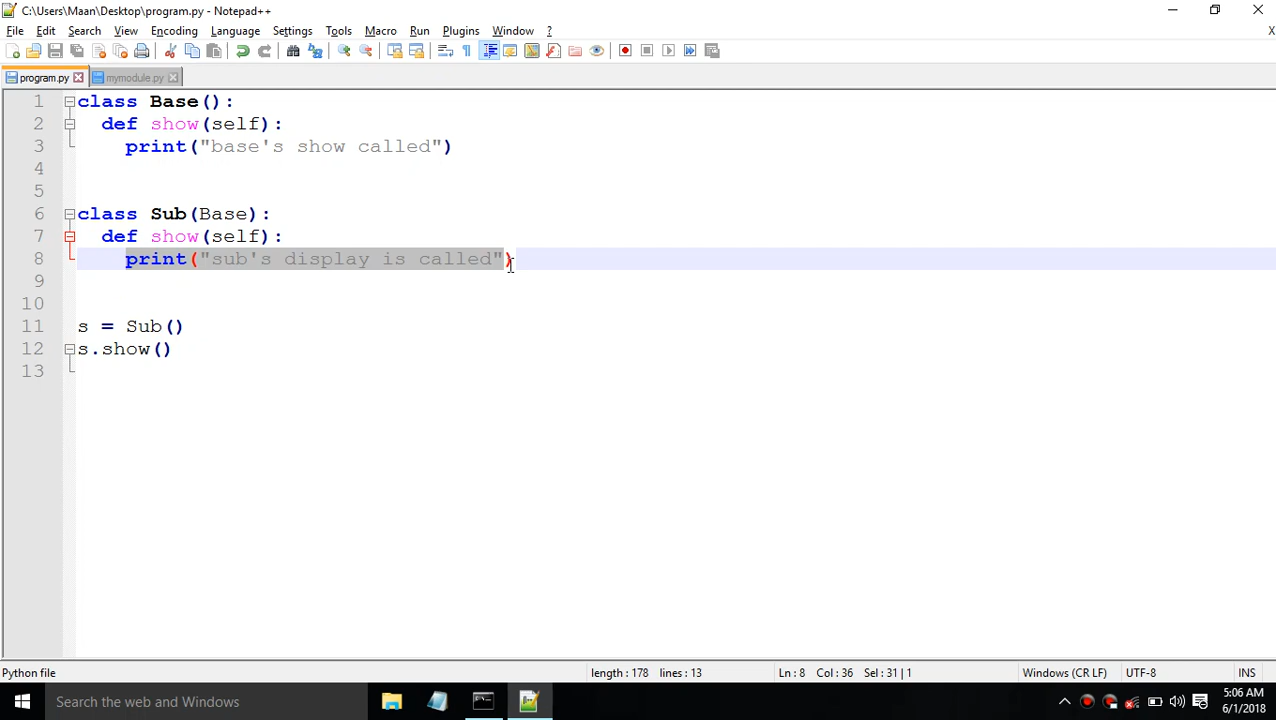 C:\Users\Maan\Desktop\program.py - Notepad++
File Edit Search View Encoding Language Settings Tools Macro Run Plugins Window ? X
program.py mymodule.py
1 class Base():
2 def show(self):
3 print("base's show called")
4
5
6 class Sub(Base):
7 def show(self):
8 print("sub's display is called")
9
10
11 s = Sub()
12 s.show()
13
Python file length : 178 lines : 13 Ln : 8 Col : 36 Sel : 31 | 1 Windows (CR LF) UTF-8 INS
Search the web and Windows
5:06 AM
6/1/2018